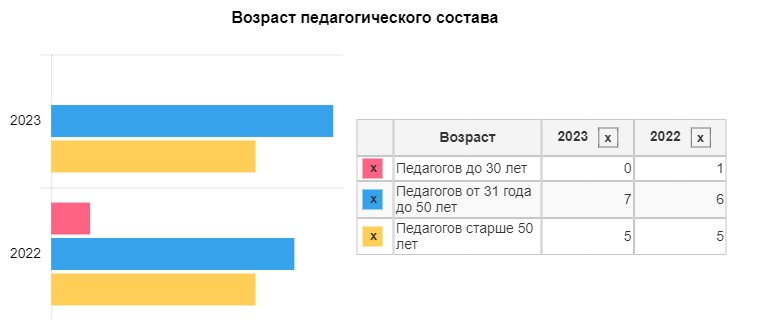 Возраст педагогического состава
2023
2022
Возраст 2023 x 2022 x
x Педагогов до 30 лет 0 1
x Педагогов от 31 года
до 50 лет 7 6
x Педагогов старше 50
лет 5 5